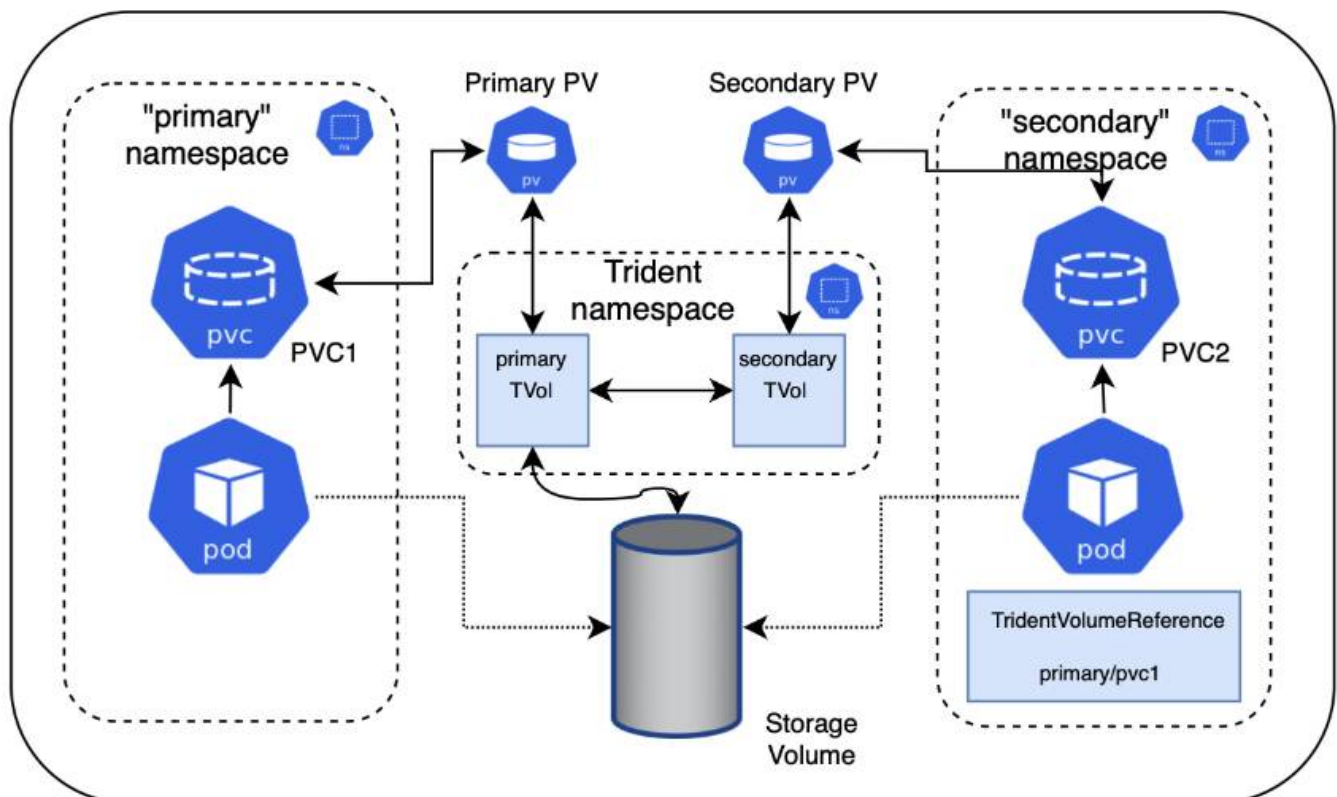 Primary PV
Secondary PV
"primary"
namespace
ns
pv
pv
"secondary"
namespace
ns
Trident
namespace
ns
pvc
PVC1
primary
TVol
secondary
TVol
pvc
PVC2
pod
pod
TridentVolumeReference
primary/pvc1
Storage
Volume